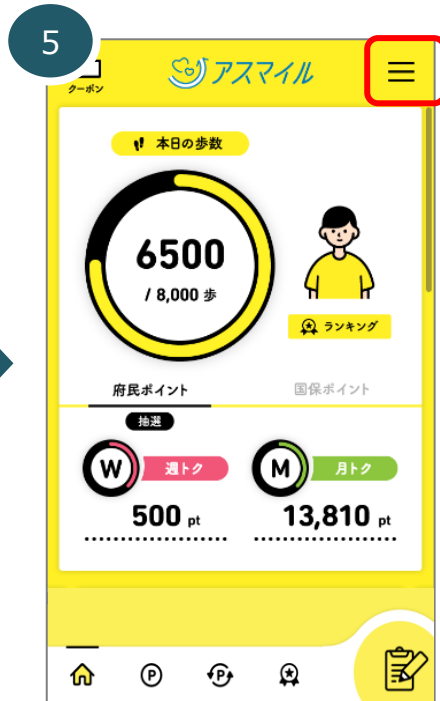 5
クーポン
アスマイル
本日の歩数
6500
/ 8,000 歩
ランキング
府民ポイント
国保ポイント
抽選
W 週トク
M 月トク
500 pt
13,810 pt
P
P